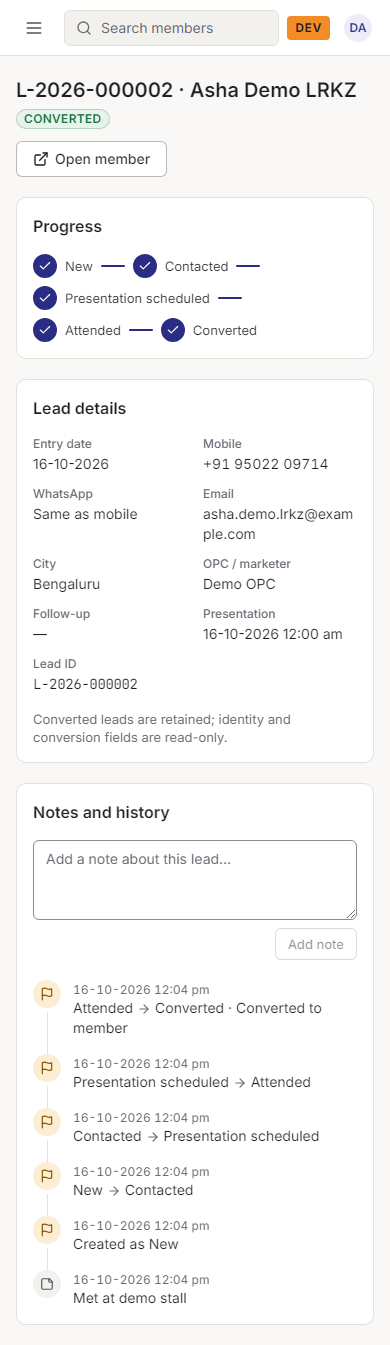 Search members
DEV
DA
L-2026-000002 · Asha Demo LRKZ
CONVERTED
Open member
Progress
New
Contacted
Presentation scheduled
Attended
Converted
Lead details
Entry date
16-10-2026
Mobile
+91 95022 09714
WhatsApp
Same as mobile
Email
asha.demo.lrkz@exam
ple.com
City
Bengaluru
OPC / marketer
Demo OPC
Follow-up
—
Presentation
16-10-2026 12:00 am
Lead ID
L-2026-000002
Converted leads are retained; identity and
conversion fields are read-only.
Notes and history
Add a note about this lead...
Add note
16-10-2026 12:04 pm
Attended → Converted · Converted to
member
16-10-2026 12:04 pm
Presentation scheduled → Attended
16-10-2026 12:04 pm
Contacted → Presentation scheduled
16-10-2026 12:04 pm
New → Contacted
16-10-2026 12:04 pm
Created as New
16-10-2026 12:04 pm
Met at demo stall